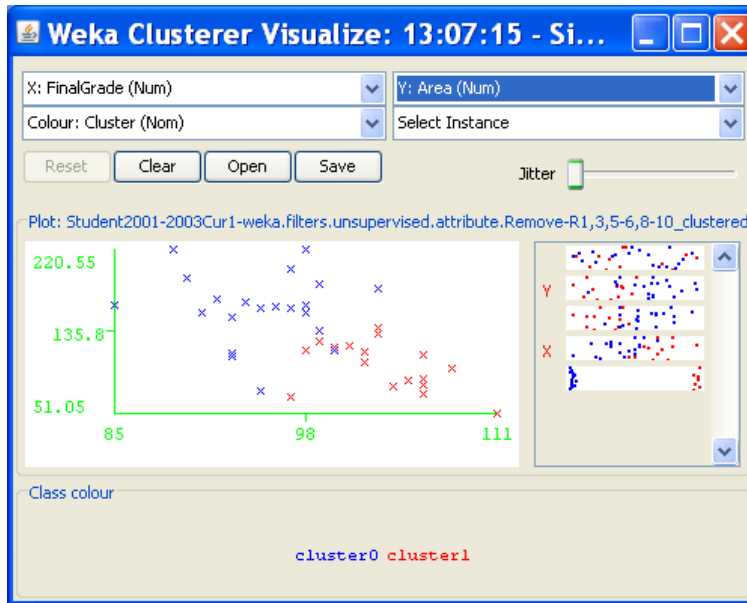 Weka Clusterer Visualize: 13:07:15 - Si...
X: FinalGrade (Num) Y: Area (Num)
Colour: Cluster (Nom) Select Instance
Reset Clear Open Save Jitter
Plot: Student2001-2003Cur1-weka.filters.unsupervised.attribute.Remove-R1,3,5-6,8-10_clustered
220.55
Y
135.8
X
51.05
85 98 111
Class colour
cluster0 cluster1